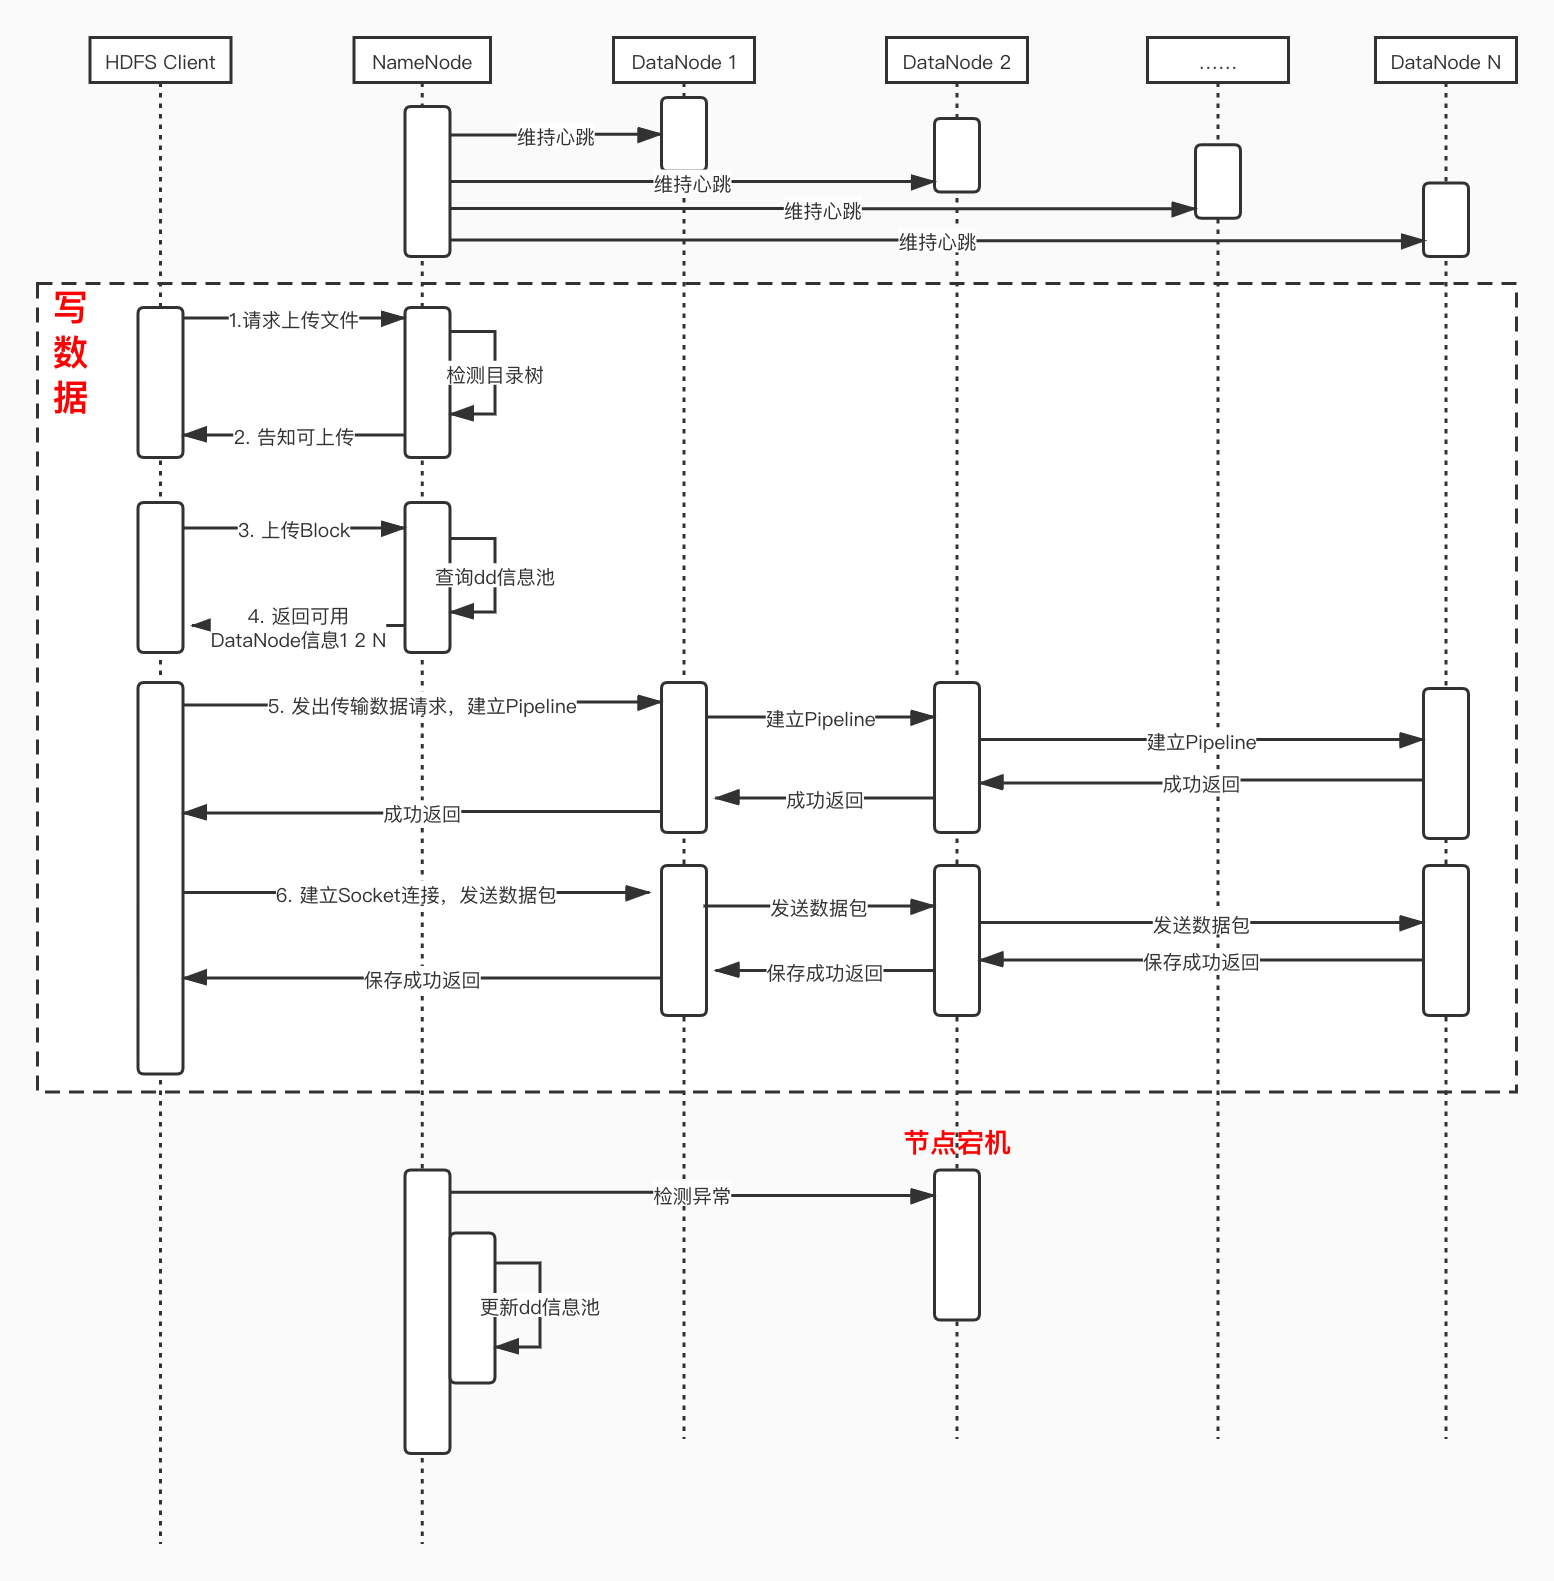 HDFS Client
NameNode
DataNode 1
DataNode 2
......
DataNode N
维持心跳
维持心跳
维持心跳
维持心跳
写
数
据
1.请求上传文件
检测目录树
2. 告知可上传
3. 上传Block
查询dd信息池
4. 返回可用
DataNode信息1 2 N
5. 发出传输数据请求，建立Pipeline
建立Pipeline
建立Pipeline
成功返回
成功返回
成功返回
6. 建立Socket连接，发送数据包
发送数据包
发送数据包
保存成功返回
保存成功返回
保存成功返回
节点宕机
检测异常
更新dd信息池